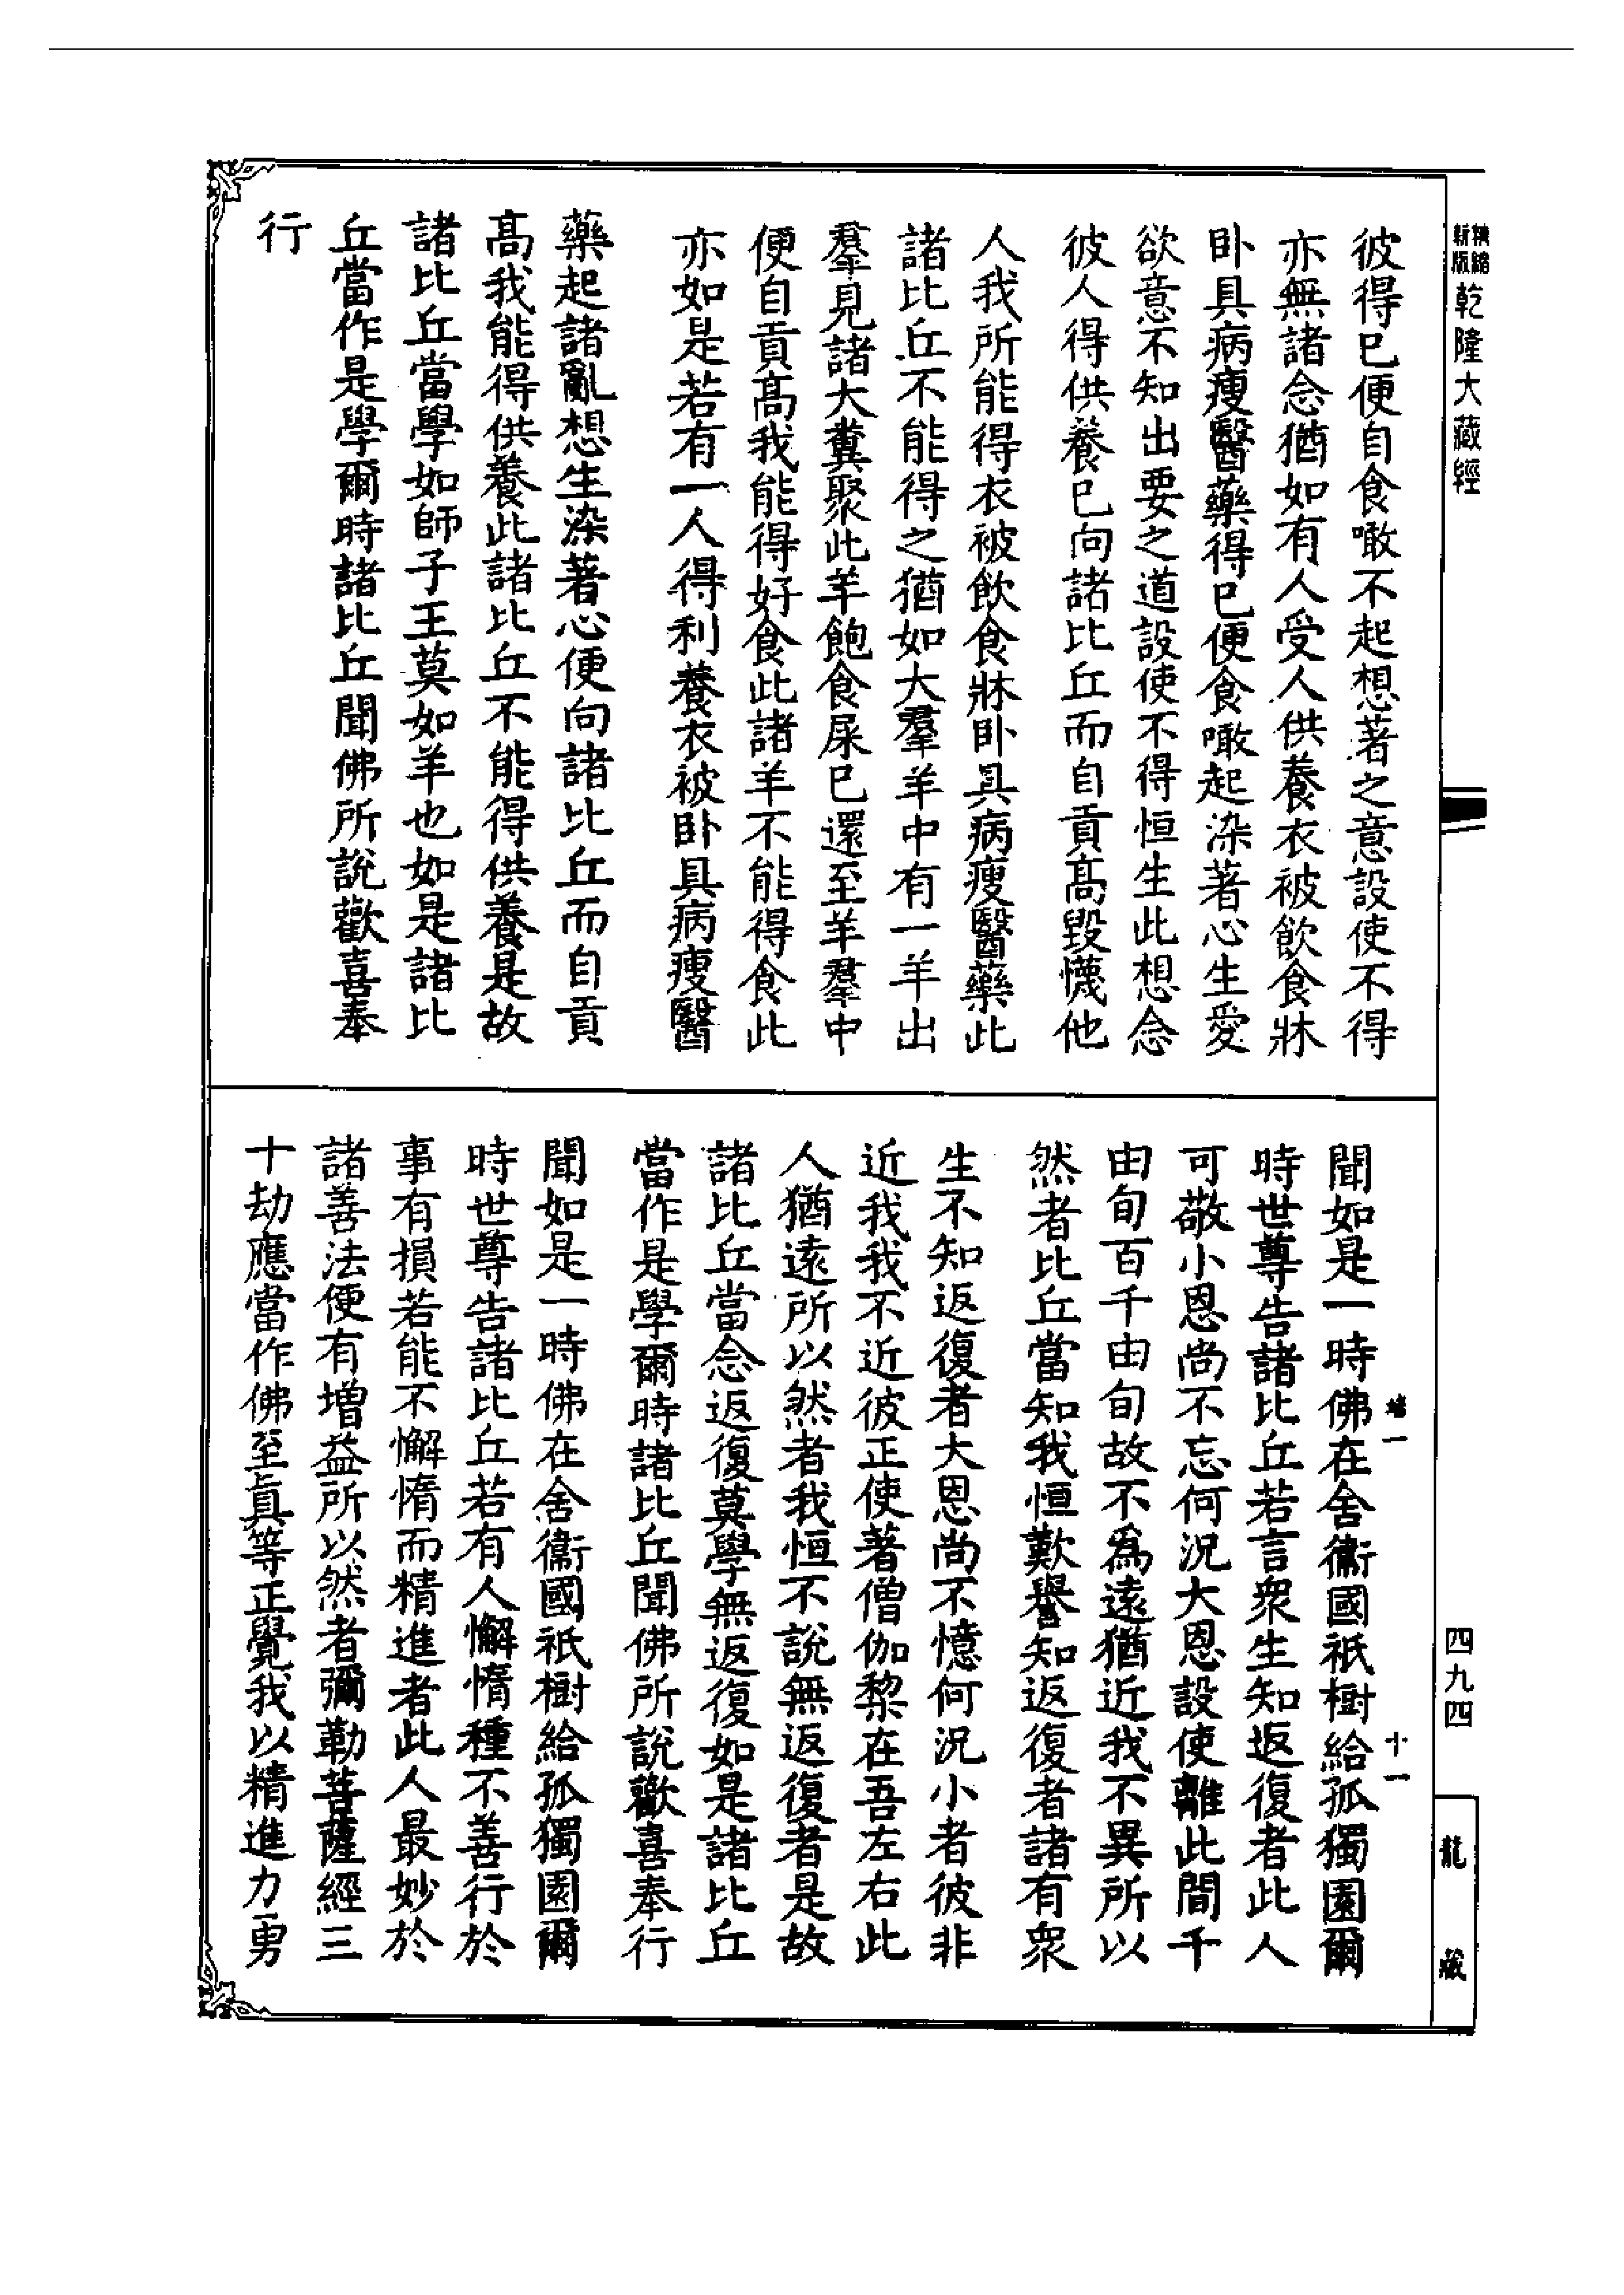 精縮
新版
乾隆大藏經
彼得已便自食噉不起想著之意設使不得
亦無諸念猶如有人受人供養衣被飲食牀
卧具病瘦醫藥得已便食噉起染著心生愛
欲意不知出要之道設使不得恒生此想念
彼人得供養已向諸比丘而自貢高毀懱他
人我所能得衣被飲食牀卧具病瘦醫藥此
諸比丘不能得之猶如大羣羊中有一羊出
羣見諸大糞聚此羊飽食屎已還至羊羣中
便自貢高我能得好食此諸羊不能得食此
亦如是若有一人得利養衣被卧具病瘦醫
藥起諸亂想生染著心便向諸比丘而自貢
高我能得供養此諸比丘不能得供養是故
諸比丘當學如師子王莫如羊也如是諸比
丘當作是學爾時諸比丘聞佛所說歡喜奉
行
四九四
龍藏
十一
聞如是一時佛在舍衞國祇樹給孤獨園爾
時世尊告諸比丘若言衆生知返復者此人
可敬小恩尚不忘何況大恩設使離此間千
由旬百千由旬故不爲遠猶近我不異所以
然者比丘當知我恒歎譽知返復者諸有衆
生不知返復者大恩尚不憶何況小者彼非
近我我不近彼正使著僧伽黎在吾左右此
人猶遠所以然者我恒不說無返復者是故
諸比丘當念返復莫學無返復如是諸比丘
當作是學爾時諸比丘聞佛所說歡喜奉行
聞如是一時佛在舍衞國祇樹給孤獨園爾
時世尊告諸比丘若有人懈惰種不善行於
事有損若能不懈惰而精進者此人最妙於
諸善法便有增益所以然者彌勒菩薩經三
十劫應當作佛至眞等正覺我以精進力勇